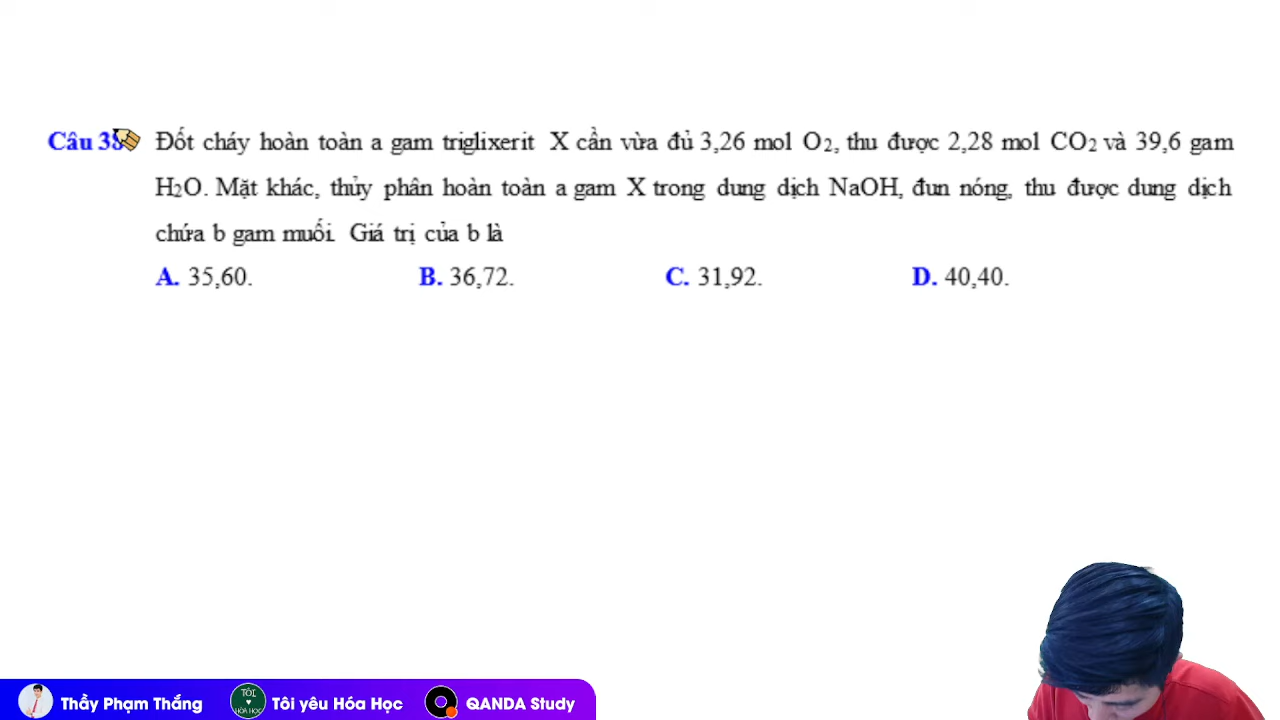 Câu 38 Đốt cháy hoàn toàn a gam triglixerit X cần vừa đủ 3,26 mol O2, thu được 2,28 mol CO2 và 39,6 gam
H2O. Mặt khác, thủy phân hoàn toàn a gam X trong dung dịch NaOH, đun nóng, thu được dung dịch
chứa b gam muối. Giá trị của b là
A. 35,60. B. 36,72. C. 31,92. D. 40,40.
Thầy Phạm Thắng TÔI ♥ HÓA HỌC Tôi yêu Hóa Học QANDA Study